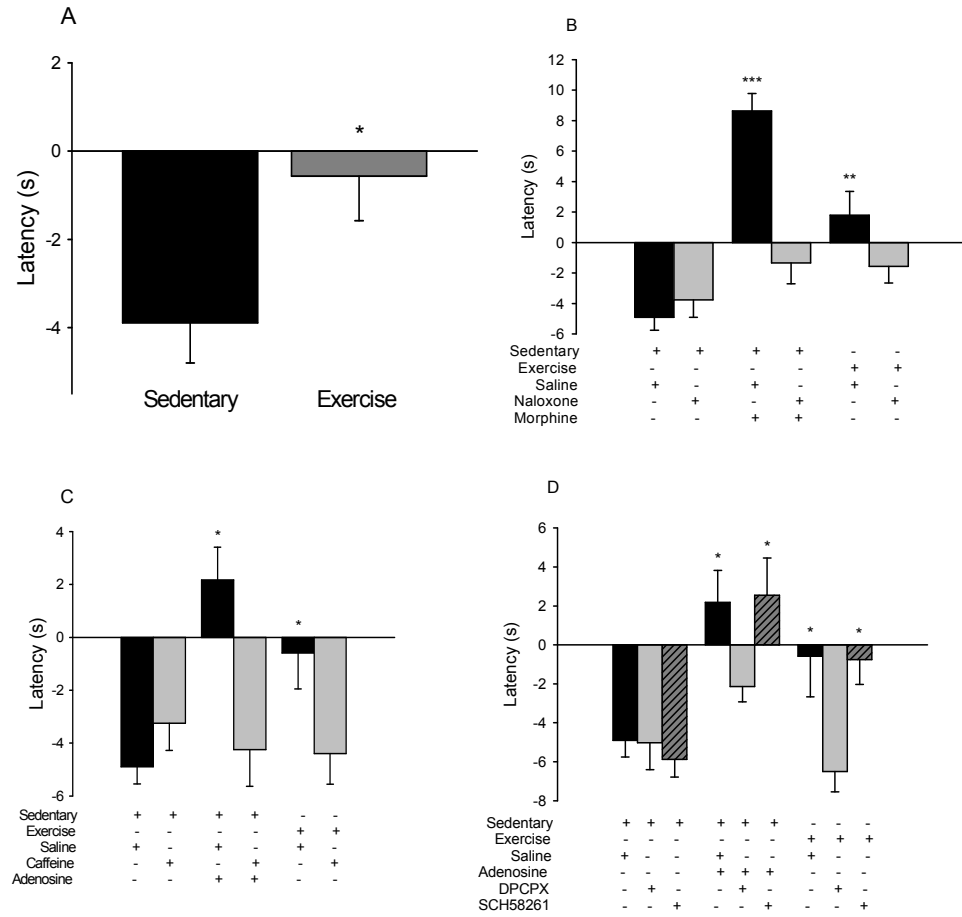 A
2
0
-2
-4
Latency (s)
*
Sedentary Exercise
B
12
10
8
6
4
2
0
-2
-4
-6
Latency (s)
***
**
Sedentary + + + + - -
Exercise - - - - + +
Saline + - + - + -
Naloxone - + - + - +
Morphine - - + + - -
C
4
2
0
-2
-4
-6
Latency (s)
*
*
Sedentary + + + + - -
Exercise - - - - + +
Saline + - + - + -
Caffeine - + - + - +
Adenosine - - + + - -
D
6
4
2
0
-2
-4
-6
-8
Latency (s)
* *
* *
Sedentary + + + + + + - - -
Exercise - - - - - - + + +
Saline + - - + - - + - -
Adenosine - - - + + + - - -
DPCPX - + - - + - - + -
SCH58261 - - + - - + - - +